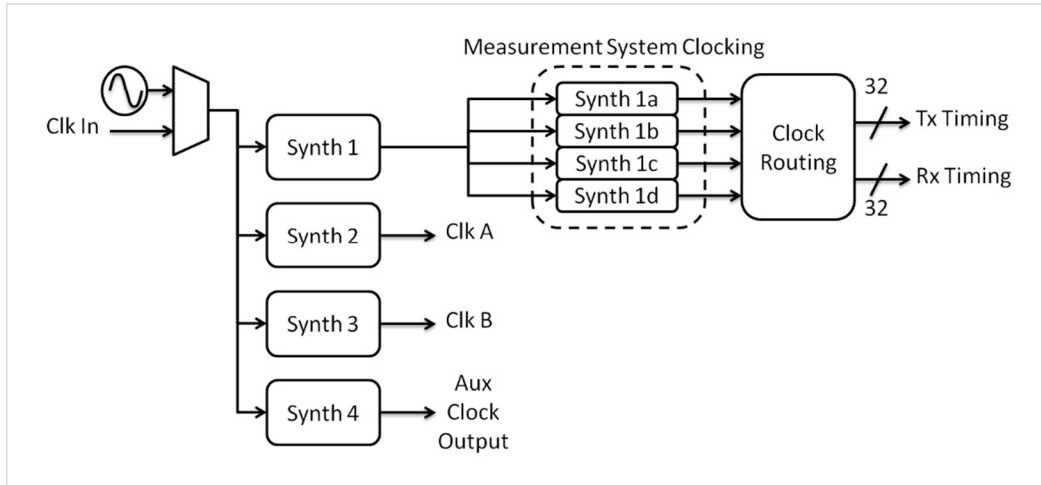 Measurement System Clocking
Clk In
Synth 1
Synth 1a
Synth 1b
Synth 1c
Synth 1d
Clock
Routing
32
Tx Timing
Rx Timing
32
Synth 2
Clk A
Synth 3
Clk B
Synth 4
Aux
Clock
Output